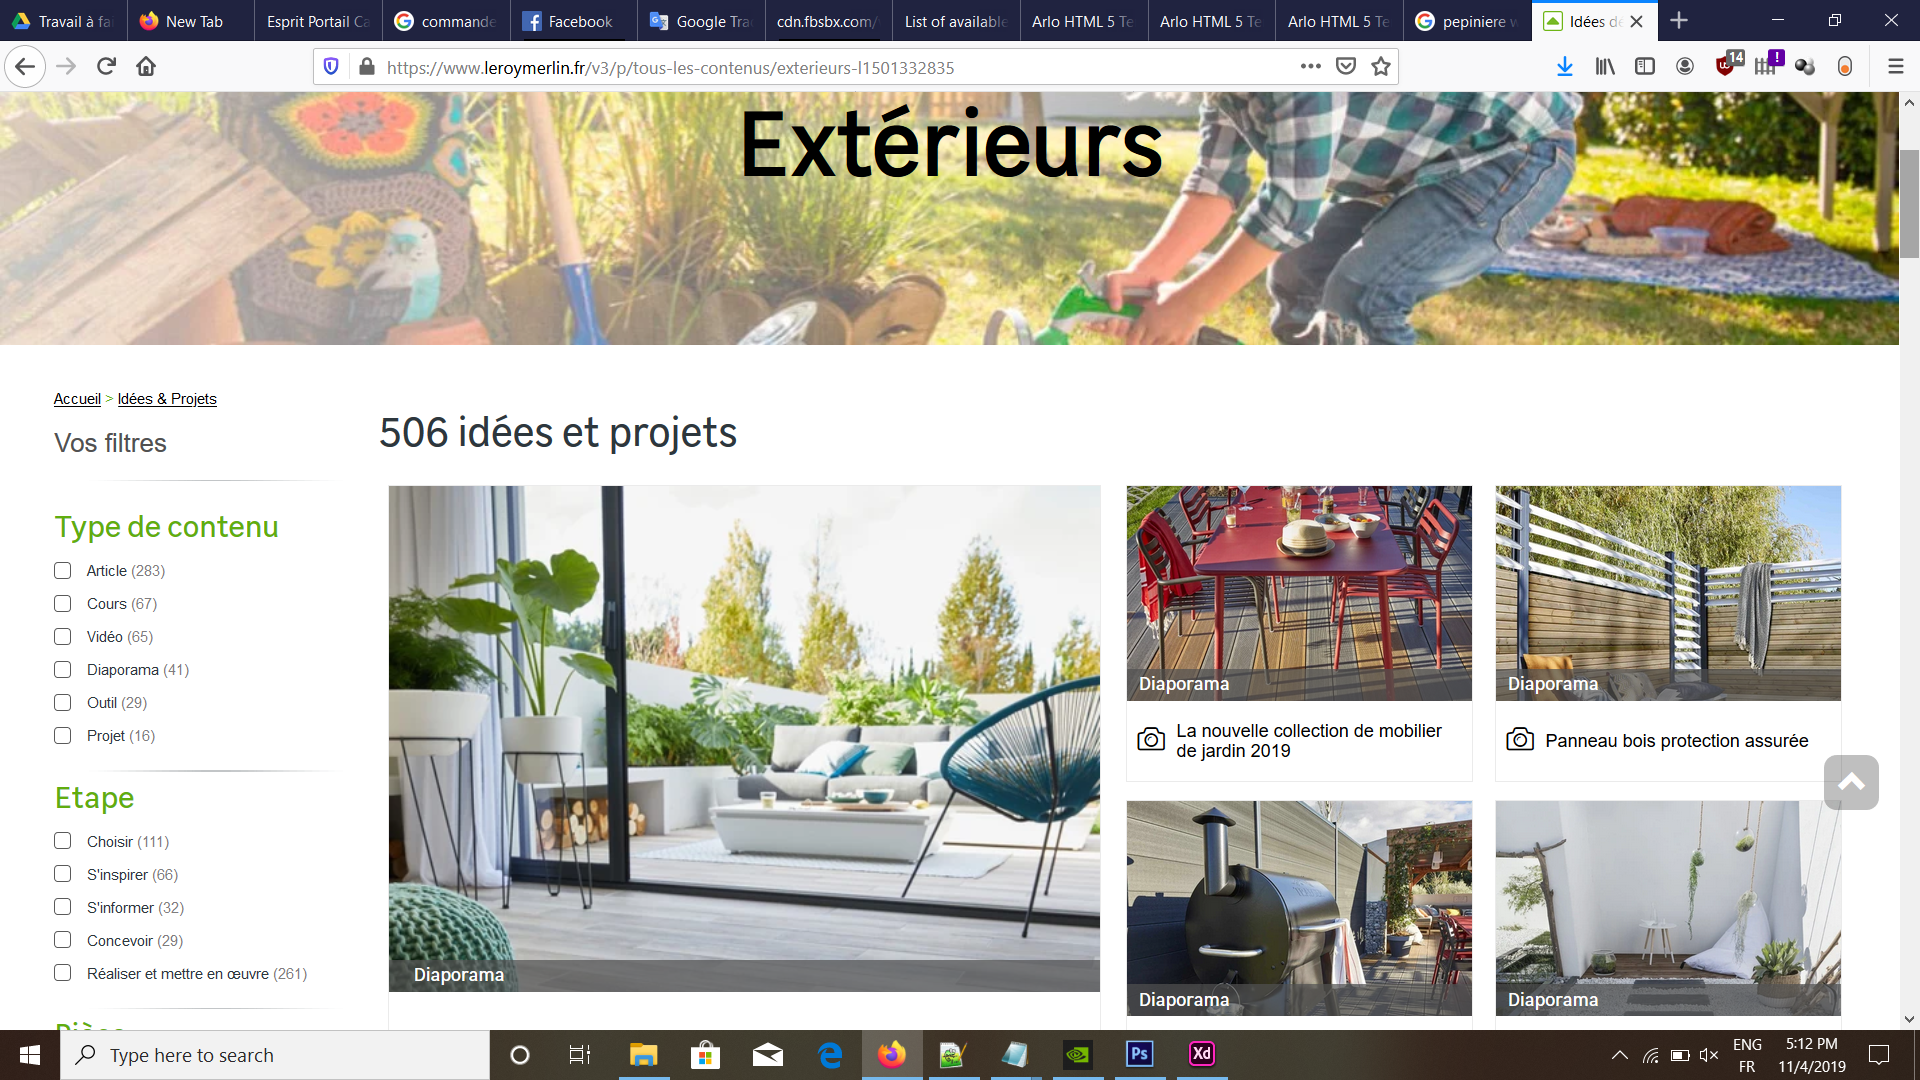 Travail à fai
New Tab
Esprit Portail Ca
commande
Facebook
Google Tra
cdn.fbsbx.com/
List of available
Arlo HTML 5 Te
Arlo HTML 5 Te
Arlo HTML 5 Te
pepiniere w
Idées de
https://www.leroymerlin.fr/v3/p/tous-les-contenus/exterieurs-l1501332835
14
!
Extérieurs
Accueil > Idées & Projets
Vos filtres
506 idées et projets
Type de contenu
Article (283)
Cours (67)
Vidéo (65)
Diaporama (41)
Outil (29)
Projet (16)
Etape
Choisir (111)
S'inspirer (66)
S'informer (32)
Concevoir (29)
Réaliser et mettre en œuvre (261)
Pièce
Diaporama
Diaporama
La nouvelle collection de mobilier
de jardin 2019
Diaporama
Panneau bois protection assurée
Diaporama
Diaporama
Type here to search
Ps
Xd
ENG
FR
5:12 PM
11/4/2019